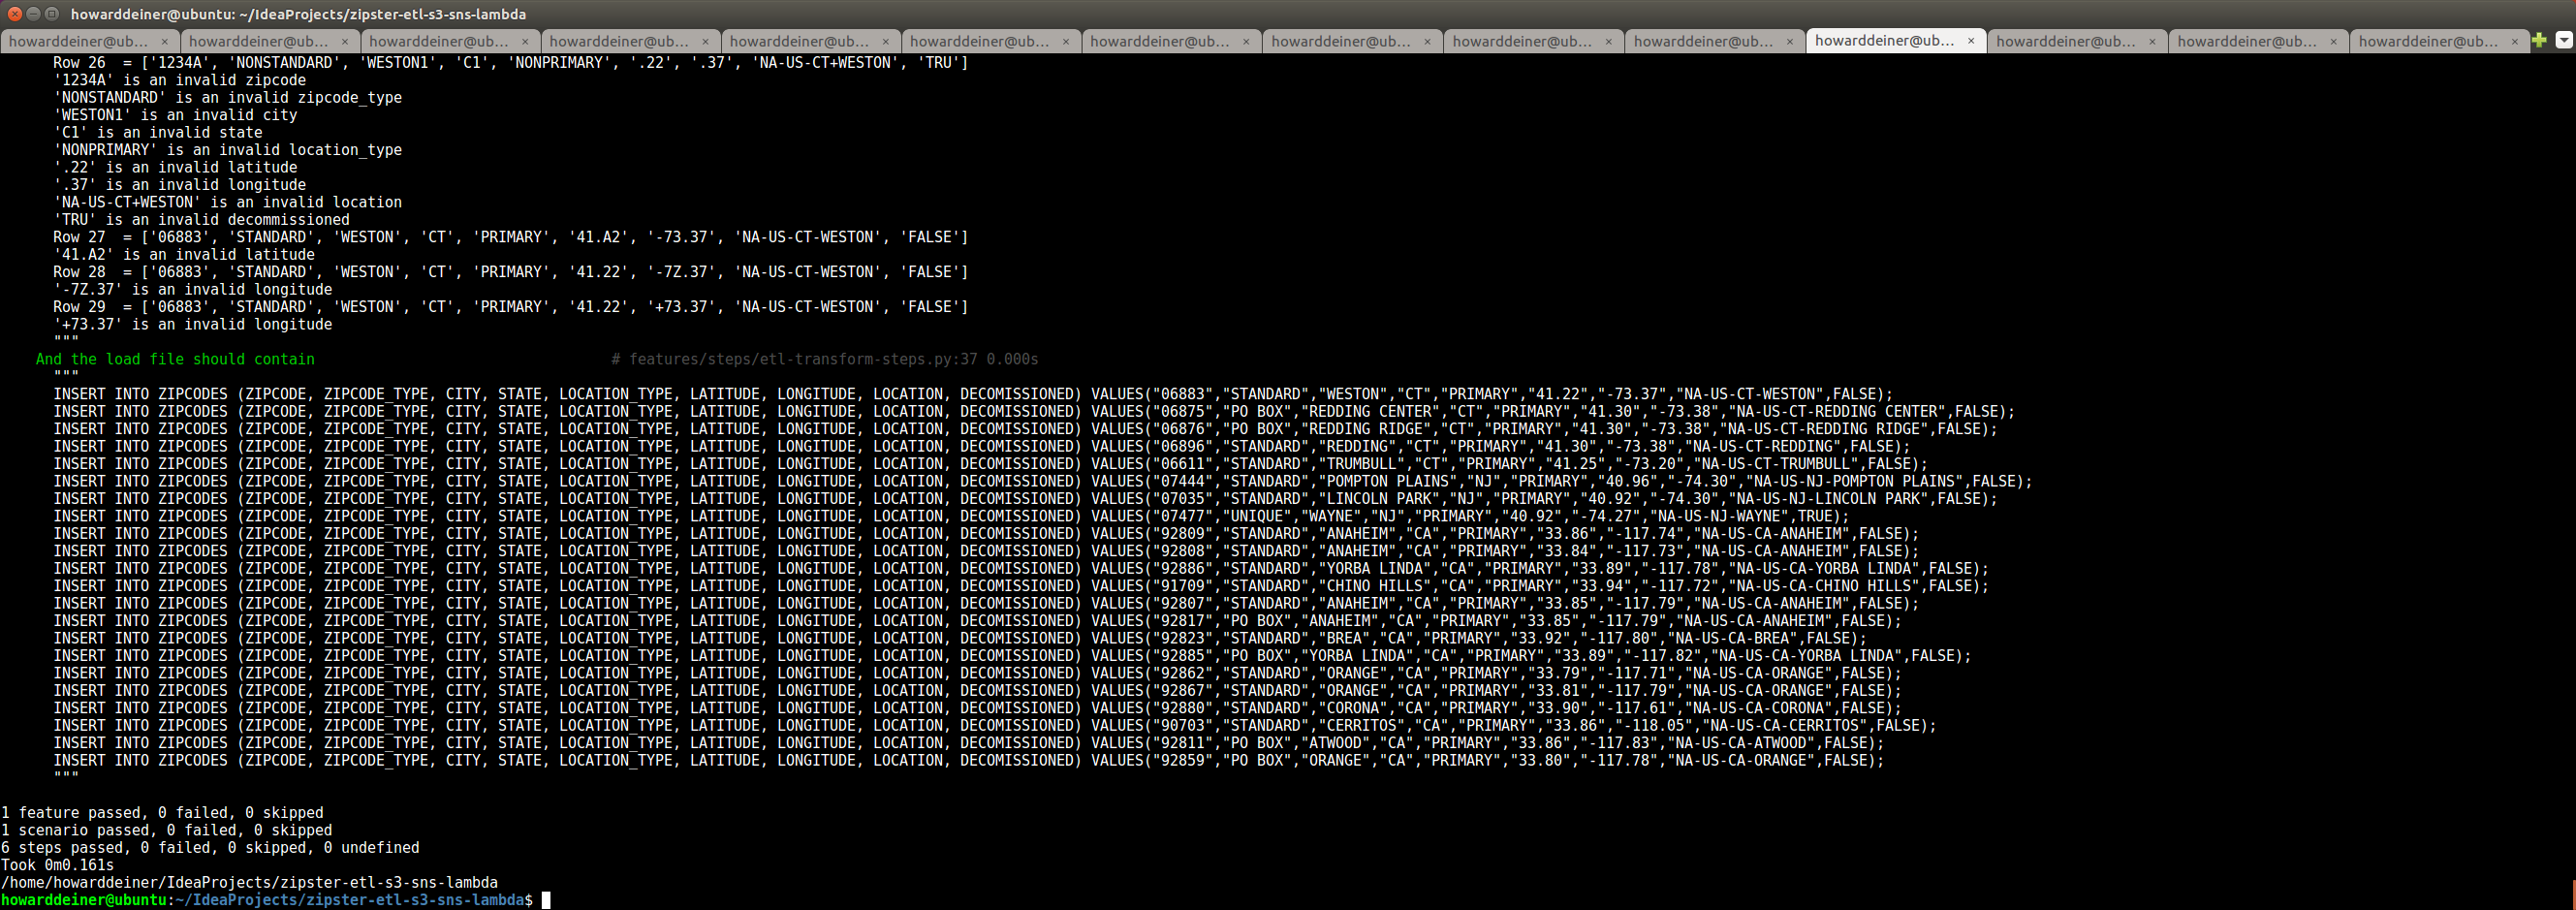 howarddeiner@ubuntu: ~/IdeaProjects/zipster-etl-s3-sns-lambda
howarddeiner@ub... × howarddeiner@ub... × howarddeiner@ub... × howarddeiner@ub... × howarddeiner@ub... × howarddeiner@ub... × howarddeiner@ub... × howarddeiner@ub... × howarddeiner@ub... × howarddeiner@ub... × howarddeiner@ub... × howarddeiner@ub... × howarddeiner@ub... × howarddeiner@ub... ×
Row 26  = ['1234A', 'NONSTANDARD', 'WESTON1', 'C1', 'NONPRIMARY', '.22', '.37', 'NA-US-CT+WESTON', 'TRU']
'1234A' is an invalid zipcode
'NONSTANDARD' is an invalid zipcode_type
'WESTON1' is an invalid city
'C1' is an invalid state
'NONPRIMARY' is an invalid location_type
'.22' is an invalid latitude
'.37' is an invalid longitude
'NA-US-CT+WESTON' is an invalid location
'TRU' is an invalid decommissioned
Row 27  = ['06883', 'STANDARD', 'WESTON', 'CT', 'PRIMARY', '41.A2', '-73.37', 'NA-US-CT-WESTON', 'FALSE']
'41.A2' is an invalid latitude
Row 28  = ['06883', 'STANDARD', 'WESTON', 'CT', 'PRIMARY', '41.22', '-7Z.37', 'NA-US-CT-WESTON', 'FALSE']
'-7Z.37' is an invalid longitude
Row 29  = ['06883', 'STANDARD', 'WESTON', 'CT', 'PRIMARY', '41.22', '+73.37', 'NA-US-CT-WESTON', 'FALSE']
'+73.37' is an invalid longitude
"""
And the load file should contain # features/steps/etl-transform-steps.py:37 0.000s
"""
INSERT INTO ZIPCODES (ZIPCODE, ZIPCODE_TYPE, CITY, STATE, LOCATION_TYPE, LATITUDE, LONGITUDE, LOCATION, DECOMISSIONED) VALUES("06883","STANDARD","WESTON","CT","PRIMARY","41.22","-73.37","NA-US-CT-WESTON",FALSE);
INSERT INTO ZIPCODES (ZIPCODE, ZIPCODE_TYPE, CITY, STATE, LOCATION_TYPE, LATITUDE, LONGITUDE, LOCATION, DECOMISSIONED) VALUES("06875","PO BOX","REDDING CENTER","CT","PRIMARY","41.30","-73.38","NA-US-CT-REDDING CENTER",FALSE);
INSERT INTO ZIPCODES (ZIPCODE, ZIPCODE_TYPE, CITY, STATE, LOCATION_TYPE, LATITUDE, LONGITUDE, LOCATION, DECOMISSIONED) VALUES("06876","PO BOX","REDDING RIDGE","CT","PRIMARY","41.30","-73.38","NA-US-CT-REDDING RIDGE",FALSE);
INSERT INTO ZIPCODES (ZIPCODE, ZIPCODE_TYPE, CITY, STATE, LOCATION_TYPE, LATITUDE, LONGITUDE, LOCATION, DECOMISSIONED) VALUES("06896","STANDARD","REDDING","CT","PRIMARY","41.30","-73.38","NA-US-CT-REDDING",FALSE);
INSERT INTO ZIPCODES (ZIPCODE, ZIPCODE_TYPE, CITY, STATE, LOCATION_TYPE, LATITUDE, LONGITUDE, LOCATION, DECOMISSIONED) VALUES("06611","STANDARD","TRUMBULL","CT","PRIMARY","41.25","-73.20","NA-US-CT-TRUMBULL",FALSE);
INSERT INTO ZIPCODES (ZIPCODE, ZIPCODE_TYPE, CITY, STATE, LOCATION_TYPE, LATITUDE, LONGITUDE, LOCATION, DECOMISSIONED) VALUES("07444","STANDARD","POMPTON PLAINS","NJ","PRIMARY","40.96","-74.30","NA-US-NJ-POMPTON PLAINS",FALSE);
INSERT INTO ZIPCODES (ZIPCODE, ZIPCODE_TYPE, CITY, STATE, LOCATION_TYPE, LATITUDE, LONGITUDE, LOCATION, DECOMISSIONED) VALUES("07035","STANDARD","LINCOLN PARK","NJ","PRIMARY","40.92","-74.30","NA-US-NJ-LINCOLN PARK",FALSE);
INSERT INTO ZIPCODES (ZIPCODE, ZIPCODE_TYPE, CITY, STATE, LOCATION_TYPE, LATITUDE, LONGITUDE, LOCATION, DECOMISSIONED) VALUES("07477","UNIQUE","WAYNE","NJ","PRIMARY","40.92","-74.27","NA-US-NJ-WAYNE",TRUE);
INSERT INTO ZIPCODES (ZIPCODE, ZIPCODE_TYPE, CITY, STATE, LOCATION_TYPE, LATITUDE, LONGITUDE, LOCATION, DECOMISSIONED) VALUES("92809","STANDARD","ANAHEIM","CA","PRIMARY","33.86","-117.74","NA-US-CA-ANAHEIM",FALSE);
INSERT INTO ZIPCODES (ZIPCODE, ZIPCODE_TYPE, CITY, STATE, LOCATION_TYPE, LATITUDE, LONGITUDE, LOCATION, DECOMISSIONED) VALUES("92808","STANDARD","ANAHEIM","CA","PRIMARY","33.84","-117.73","NA-US-CA-ANAHEIM",FALSE);
INSERT INTO ZIPCODES (ZIPCODE, ZIPCODE_TYPE, CITY, STATE, LOCATION_TYPE, LATITUDE, LONGITUDE, LOCATION, DECOMISSIONED) VALUES("92886","STANDARD","YORBA LINDA","CA","PRIMARY","33.89","-117.78","NA-US-CA-YORBA LINDA",FALSE);
INSERT INTO ZIPCODES (ZIPCODE, ZIPCODE_TYPE, CITY, STATE, LOCATION_TYPE, LATITUDE, LONGITUDE, LOCATION, DECOMISSIONED) VALUES("91709","STANDARD","CHINO HILLS","CA","PRIMARY","33.94","-117.72","NA-US-CA-CHINO HILLS",FALSE);
INSERT INTO ZIPCODES (ZIPCODE, ZIPCODE_TYPE, CITY, STATE, LOCATION_TYPE, LATITUDE, LONGITUDE, LOCATION, DECOMISSIONED) VALUES("92807","STANDARD","ANAHEIM","CA","PRIMARY","33.85","-117.79","NA-US-CA-ANAHEIM",FALSE);
INSERT INTO ZIPCODES (ZIPCODE, ZIPCODE_TYPE, CITY, STATE, LOCATION_TYPE, LATITUDE, LONGITUDE, LOCATION, DECOMISSIONED) VALUES("92817","PO BOX","ANAHEIM","CA","PRIMARY","33.85","-117.79","NA-US-CA-ANAHEIM",FALSE);
INSERT INTO ZIPCODES (ZIPCODE, ZIPCODE_TYPE, CITY, STATE, LOCATION_TYPE, LATITUDE, LONGITUDE, LOCATION, DECOMISSIONED) VALUES("92823","STANDARD","BREA","CA","PRIMARY","33.92","-117.80","NA-US-CA-BREA",FALSE);
INSERT INTO ZIPCODES (ZIPCODE, ZIPCODE_TYPE, CITY, STATE, LOCATION_TYPE, LATITUDE, LONGITUDE, LOCATION, DECOMISSIONED) VALUES("92885","PO BOX","YORBA LINDA","CA","PRIMARY","33.89","-117.82","NA-US-CA-YORBA LINDA",FALSE);
INSERT INTO ZIPCODES (ZIPCODE, ZIPCODE_TYPE, CITY, STATE, LOCATION_TYPE, LATITUDE, LONGITUDE, LOCATION, DECOMISSIONED) VALUES("92862","STANDARD","ORANGE","CA","PRIMARY","33.79","-117.71","NA-US-CA-ORANGE",FALSE);
INSERT INTO ZIPCODES (ZIPCODE, ZIPCODE_TYPE, CITY, STATE, LOCATION_TYPE, LATITUDE, LONGITUDE, LOCATION, DECOMISSIONED) VALUES("92867","STANDARD","ORANGE","CA","PRIMARY","33.81","-117.79","NA-US-CA-ORANGE",FALSE);
INSERT INTO ZIPCODES (ZIPCODE, ZIPCODE_TYPE, CITY, STATE, LOCATION_TYPE, LATITUDE, LONGITUDE, LOCATION, DECOMISSIONED) VALUES("92880","STANDARD","CORONA","CA","PRIMARY","33.90","-117.61","NA-US-CA-CORONA",FALSE);
INSERT INTO ZIPCODES (ZIPCODE, ZIPCODE_TYPE, CITY, STATE, LOCATION_TYPE, LATITUDE, LONGITUDE, LOCATION, DECOMISSIONED) VALUES("90703","STANDARD","CERRITOS","CA","PRIMARY","33.86","-118.05","NA-US-CA-CERRITOS",FALSE);
INSERT INTO ZIPCODES (ZIPCODE, ZIPCODE_TYPE, CITY, STATE, LOCATION_TYPE, LATITUDE, LONGITUDE, LOCATION, DECOMISSIONED) VALUES("92811","PO BOX","ATWOOD","CA","PRIMARY","33.86","-117.83","NA-US-CA-ATWOOD",FALSE);
INSERT INTO ZIPCODES (ZIPCODE, ZIPCODE_TYPE, CITY, STATE, LOCATION_TYPE, LATITUDE, LONGITUDE, LOCATION, DECOMISSIONED) VALUES("92859","PO BOX","ORANGE","CA","PRIMARY","33.80","-117.78","NA-US-CA-ORANGE",FALSE);
"""
1 feature passed, 0 failed, 0 skipped
1 scenario passed, 0 failed, 0 skipped
6 steps passed, 0 failed, 0 skipped, 0 undefined
Took 0m0.161s
/home/howarddeiner/IdeaProjects/zipster-etl-s3-sns-lambda
howarddeiner@ubuntu:~/IdeaProjects/zipster-etl-s3-sns-lambda$